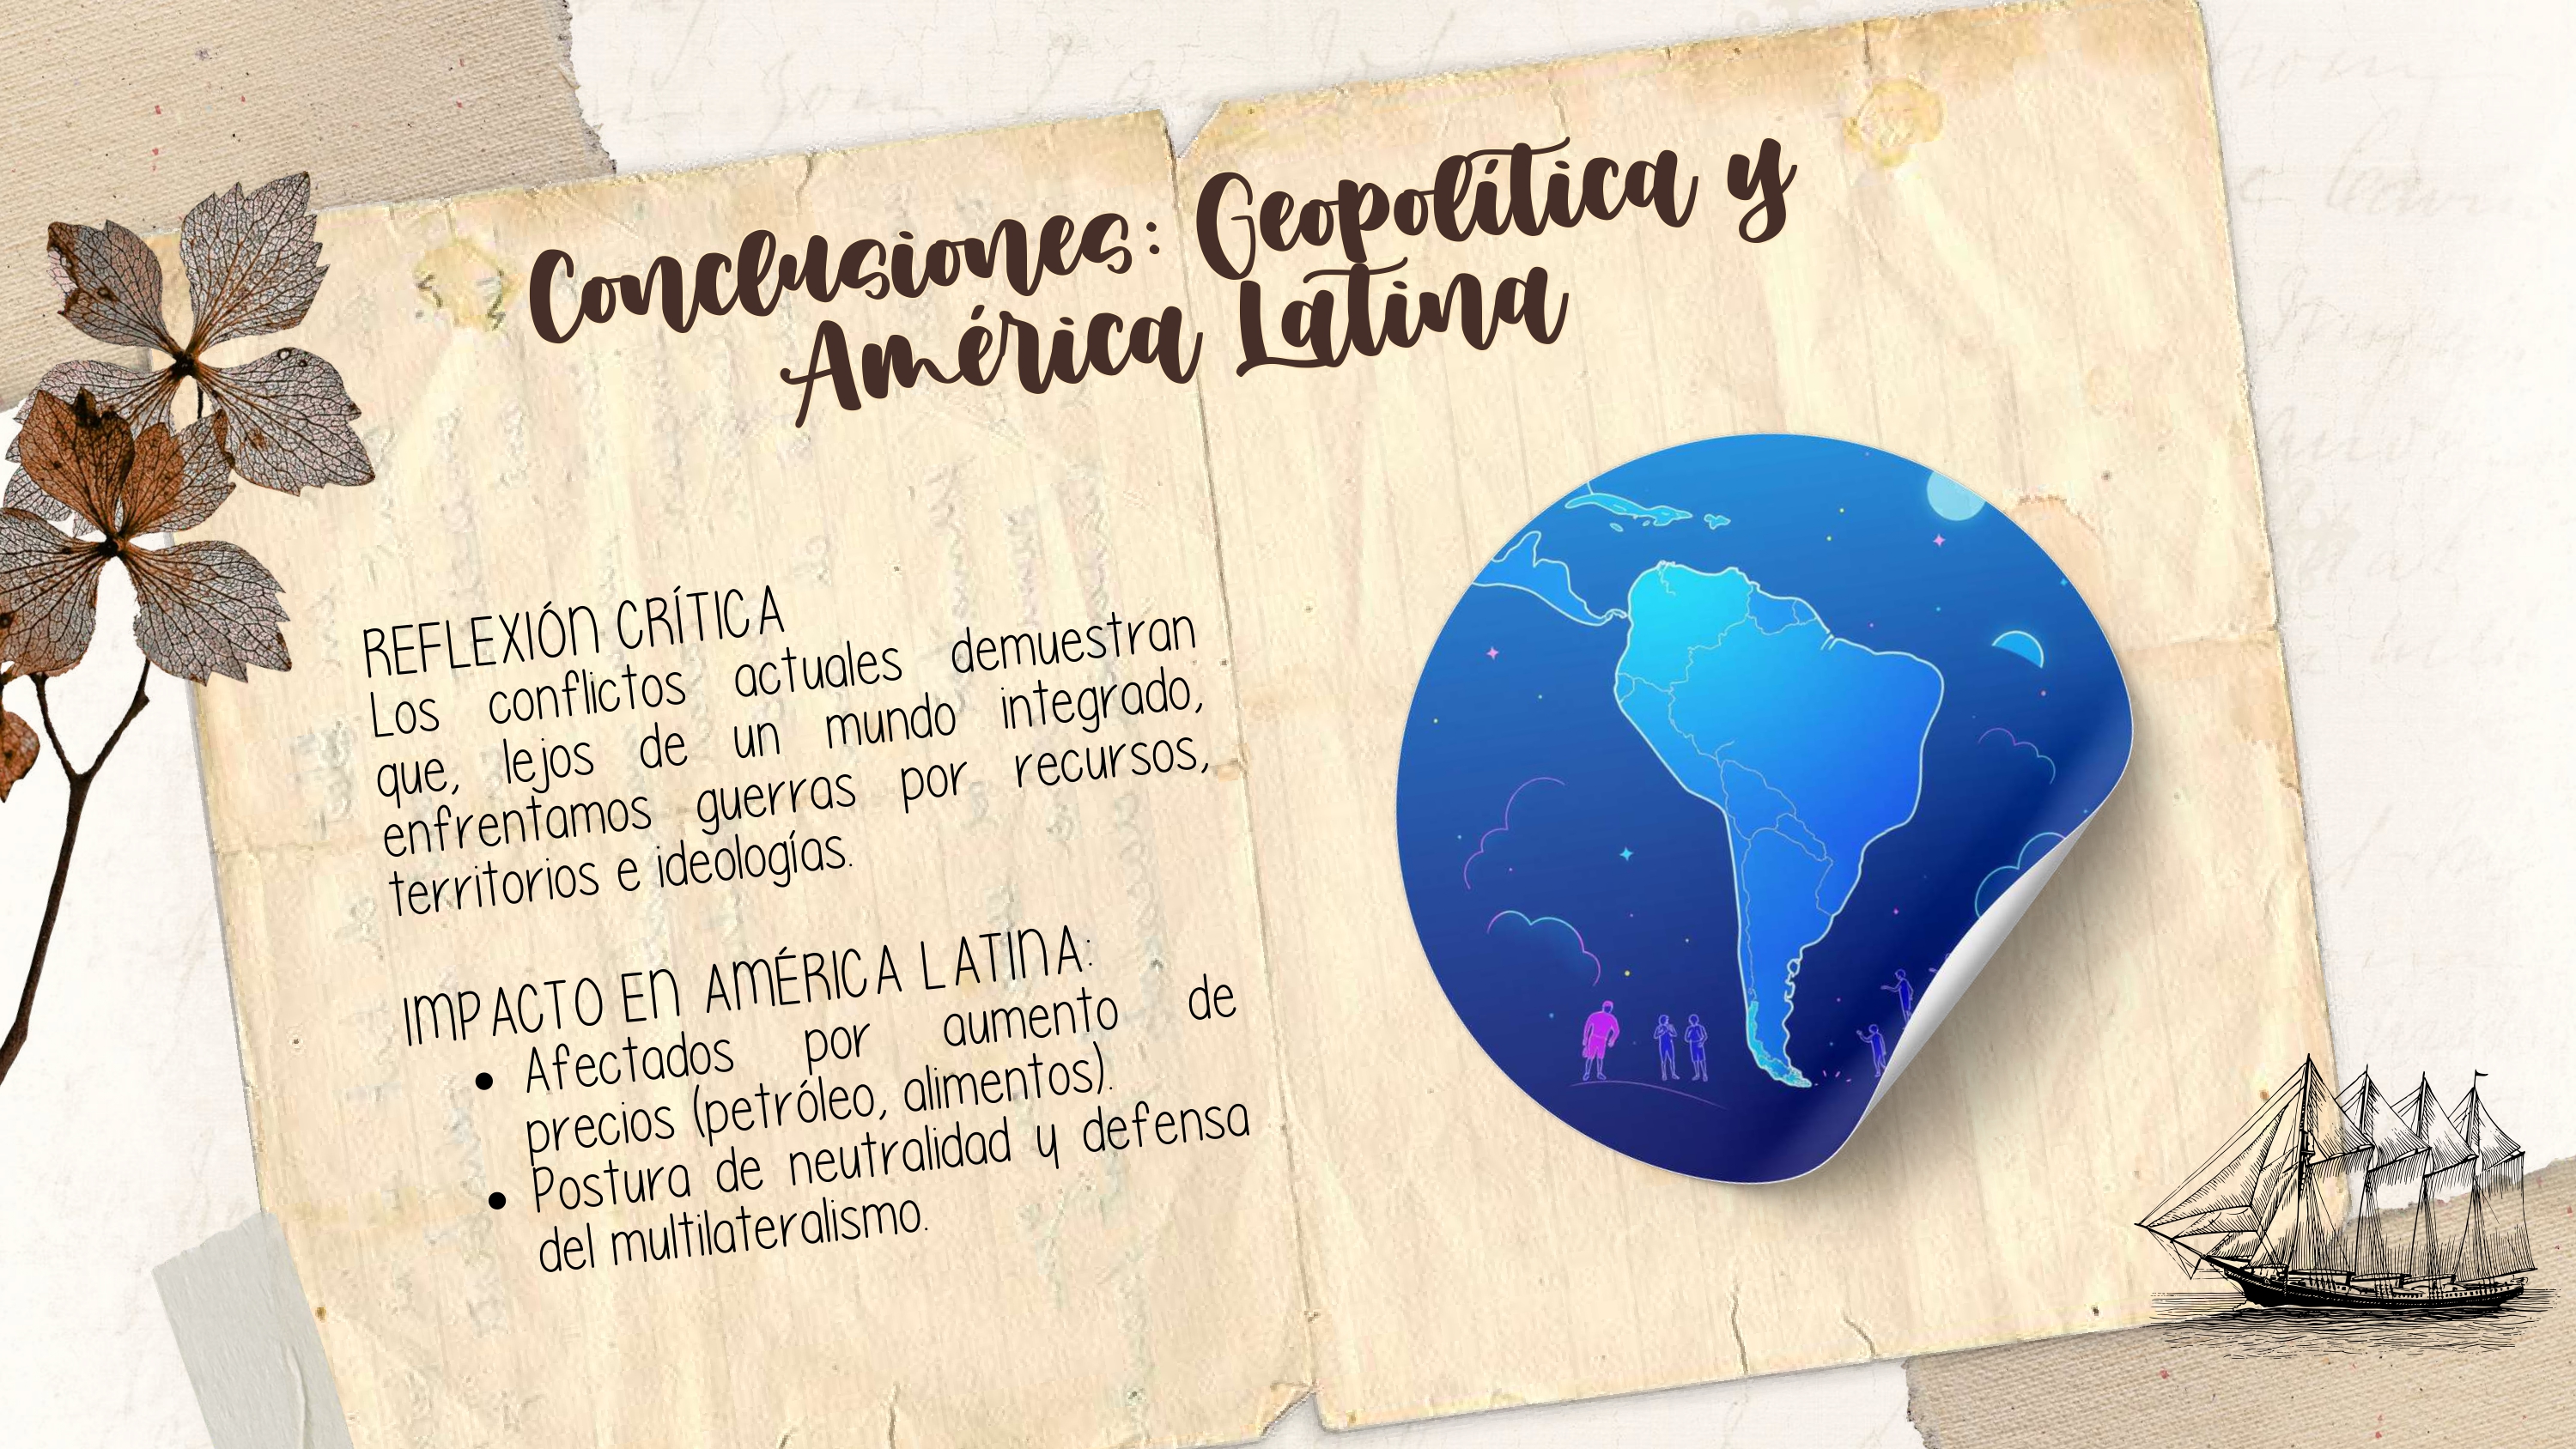 Conclusiones: Geopolítica y
América Latina
REFLEXIÓN CRÍTICA
Los conflictos actuales demuestran
que, lejos de un mundo integrado,
enfrentamos guerras por recursos,
territorios e ideologías.
IMPACTO EN AMÉRICA LATINA:
• Afectados por aumento de
precios (petróleo, alimentos).
• Postura de neutralidad y defensa
del multilateralismo.